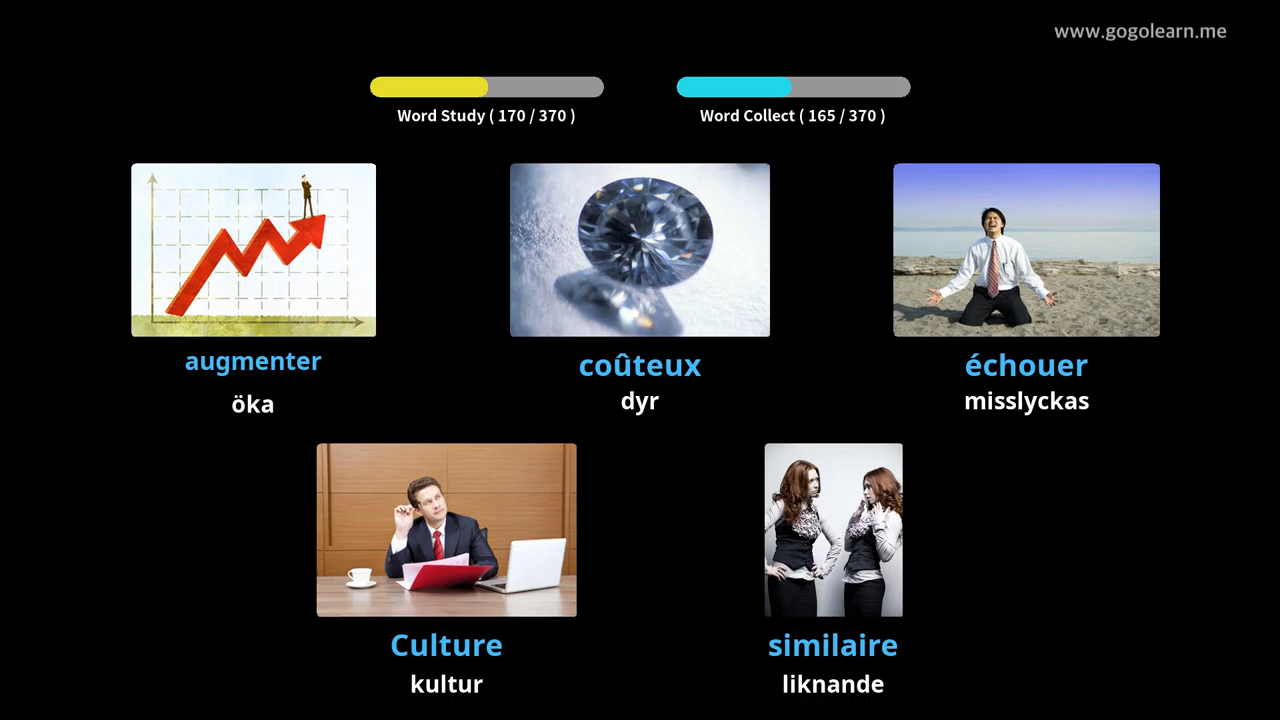 www.gogolearn.me
Word Study ( 170 / 370 )
Word Collect ( 165 / 370 )
augmenter
öka
coûteux
dyr
échouer
misslyckas
Culture
kultur
similaire
liknande